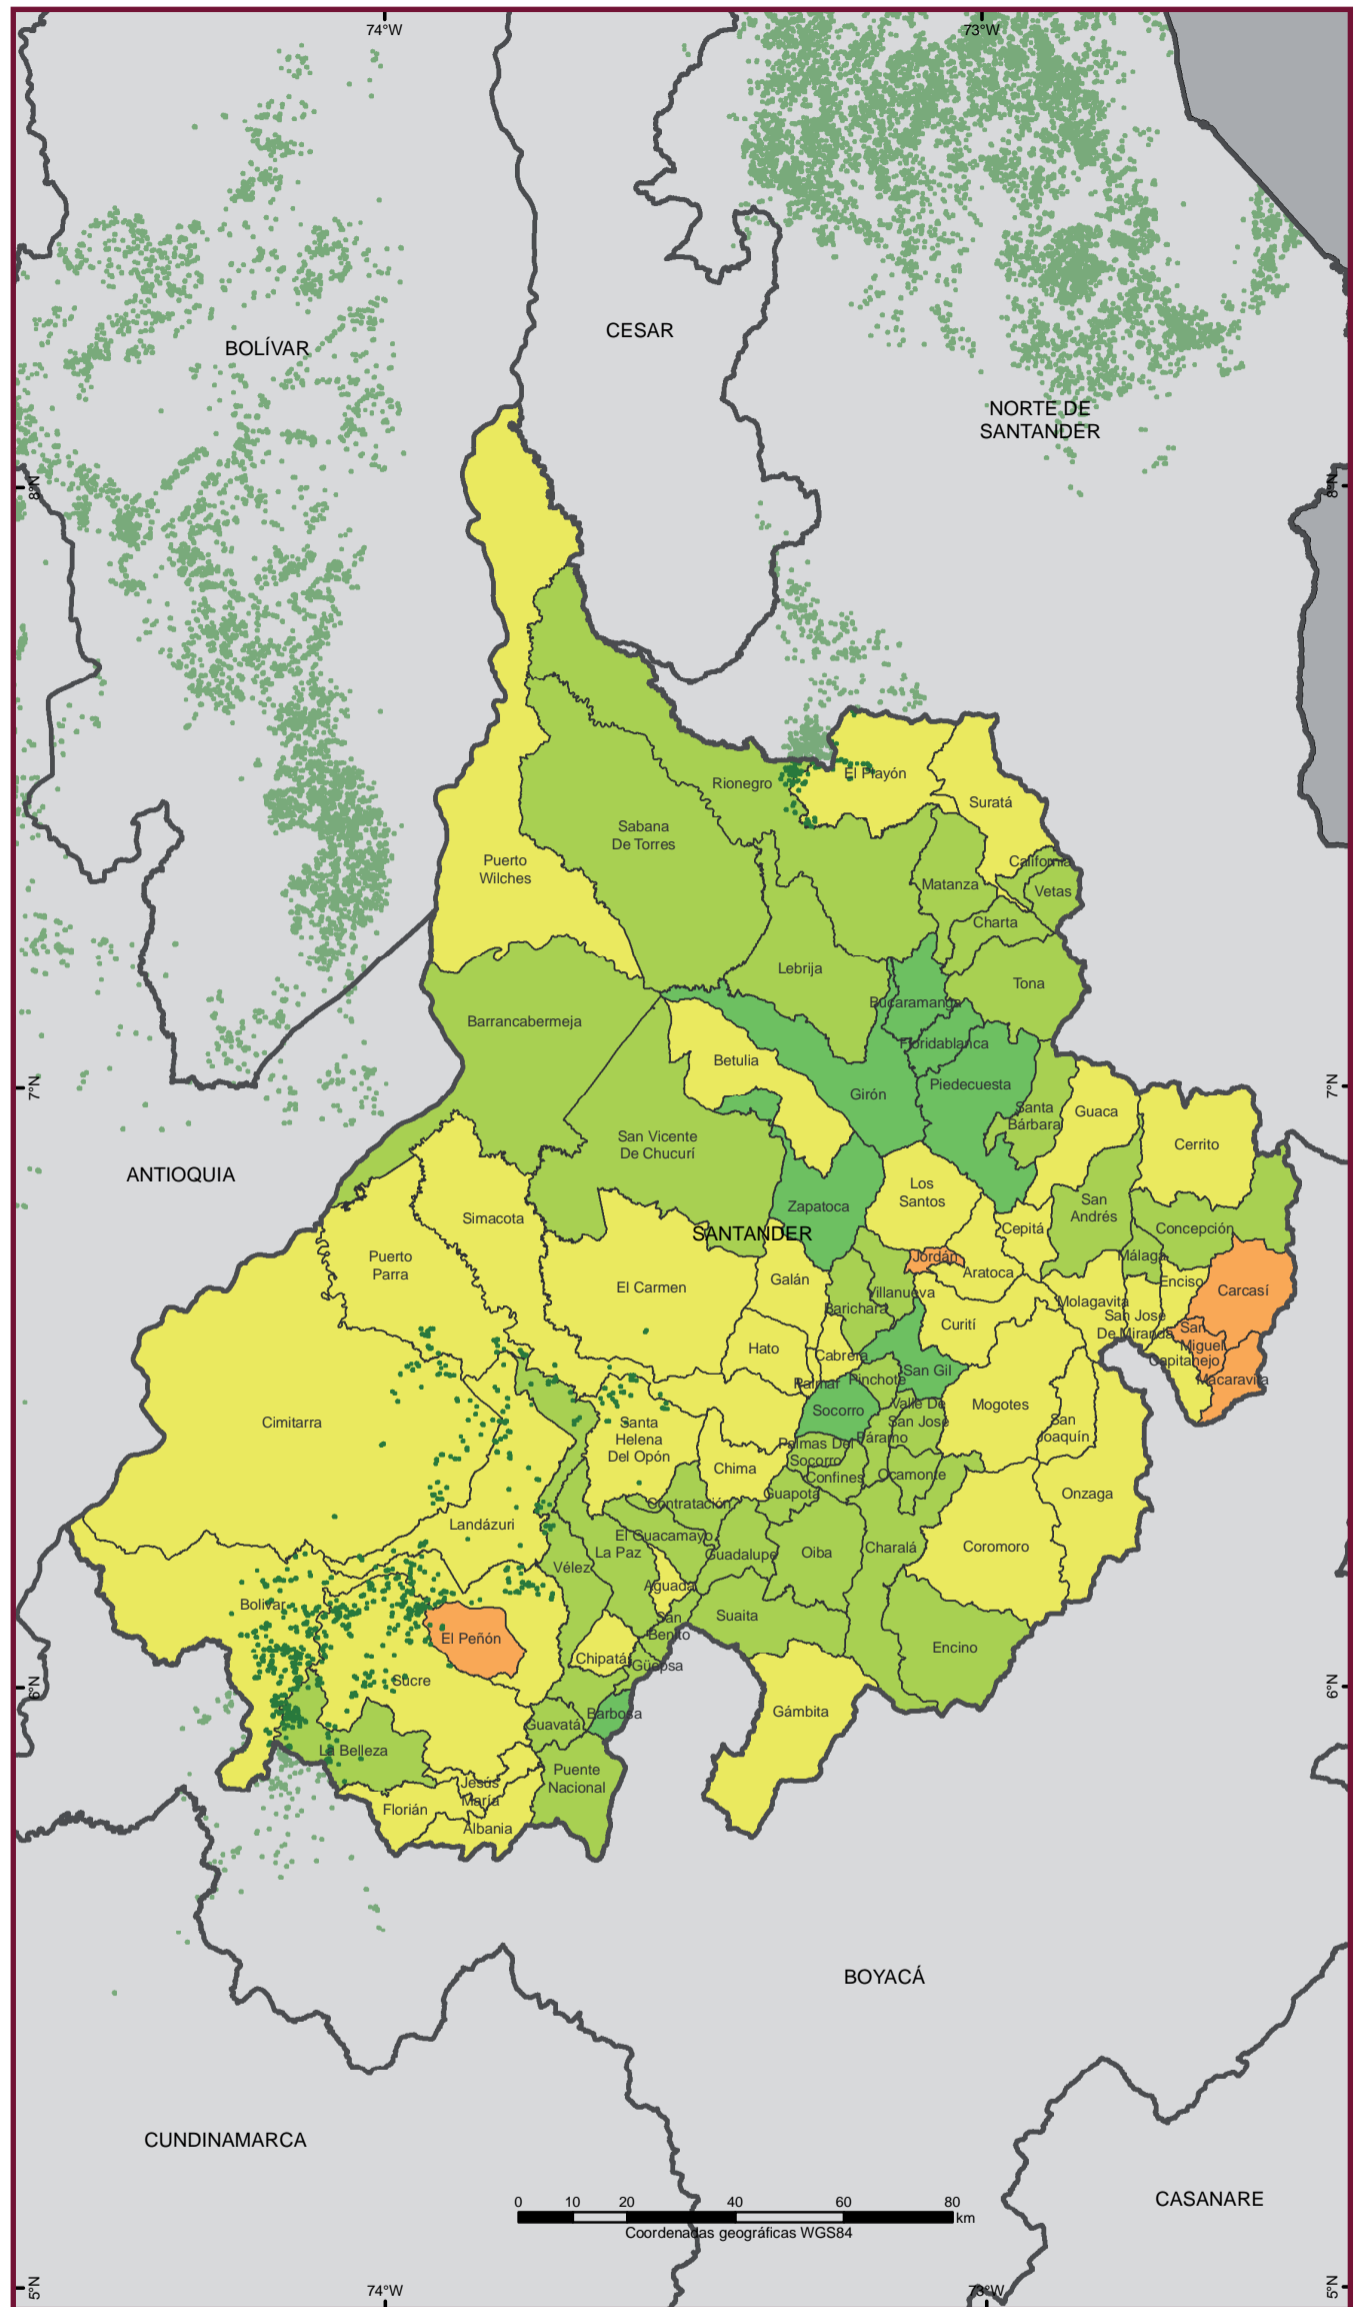 74°W
73°W
CESAR
BOLÍVAR
NORTE DE
SANTANDER
8°N
8°N
El Playón
Rionegro
Suratá
Sabana
De Torres
Puerto
Wilches
California
Matanza
Vetas
Charta
Lebrija
Tona
Bucaramanga
Barrancabermeja
Floridablanca
Betulia
Piedecuesta
Girón
7°N
7°N
Santa
Bárbara
Guaca
San Vicente
De Chucurí
Cerrito
ANTIOQUIA
Los
Santos
Zapatoca
San
Andrés
Simacota
SANTANDER
Cepitá
Concepción
Puerto
Parra
Jordán
Málaga
El Carmen
Galán
Aratoca
Enciso
Carcasí
Villanueva
Barichara
Molagavita
San José
De Miranda
Curití
San
Miguel
Hato
Cabrera
Capitanejo
San Gil
Palmar
Pinchote
Macaravita
Cimitarra
Socorro
Valle De
San José
Mogotes
Santa
Helena
Del Opón
San
Joaquín
Páramo
Palmas Del
Socorro
Chima
Confines
Ocamonte
Guapotá
Onzaga
Contratación
Landázuri
El Guacamayo
La Paz
Guadalupe
Oiba
Charalá
Coromoro
Vélez
Aguada
Bolívar
San
Benito
Suaita
El Peñón
Encino
Chipatá
Güepsa
Sucre
6°N
6°N
Barbosa
Gámbita
Guavatá
La Belleza
Puente
Nacional
Jesús
María
Florián
Albania
BOYACÁ
CUNDINAMARCA
CASANARE
0 10 20 40 60 80
km
Coordenadas geográficas WGS84
5°N
5°N
74°W
73°W